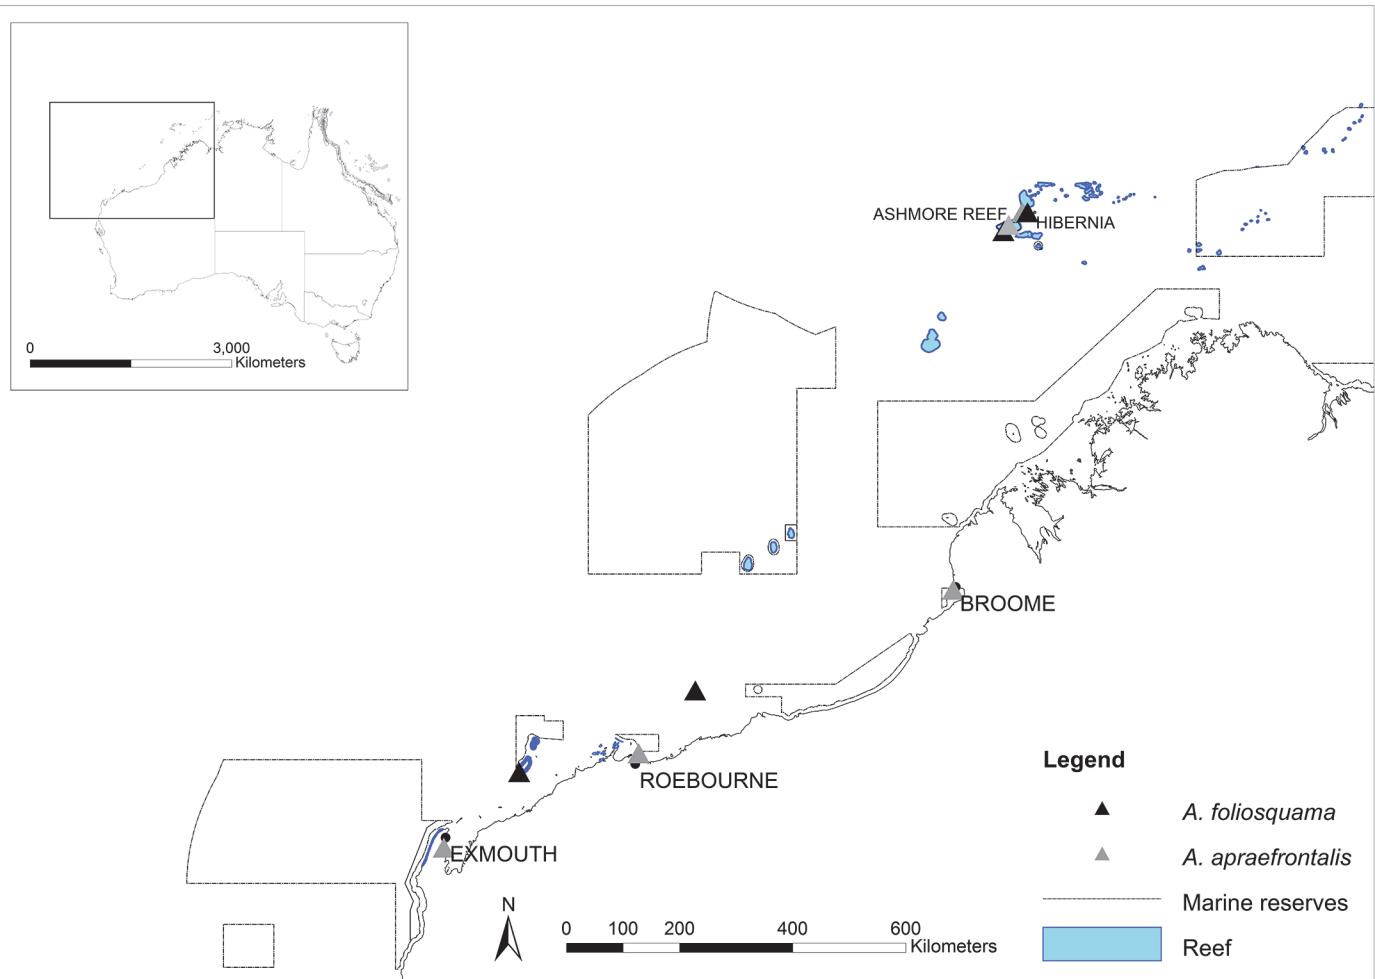 0 3,000
Kilometers
ASHMORE REEF
HIBERNIA
BROOME
ROEBOURNE
EXMOUTH
N
0 100 200 400 600
Kilometers
Legend
A. foliosquama
A. apraefrontalis
Marine reserves
Reef